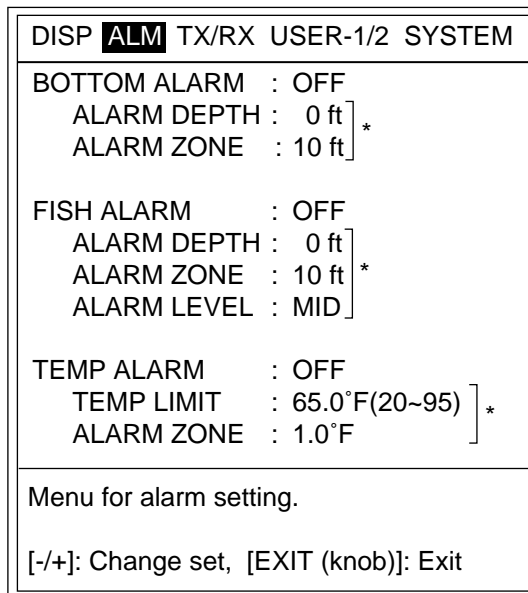 DISP ALM TX/RX USER-1/2 SYSTEM
BOTTOM ALARM : OFF
ALARM DEPTH : 0 ft
*
ALARM ZONE : 10 ft
FISH ALARM : OFF
ALARM DEPTH : 0 ft
ALARM ZONE : 10 ft *
ALARM LEVEL : MID
TEMP ALARM : OFF
TEMP LIMIT : 65.0˚F(20~95)
*
ALARM ZONE : 1.0˚F
Menu for alarm setting.
[-/+]: Change set, [EXIT (knob)]: Exit